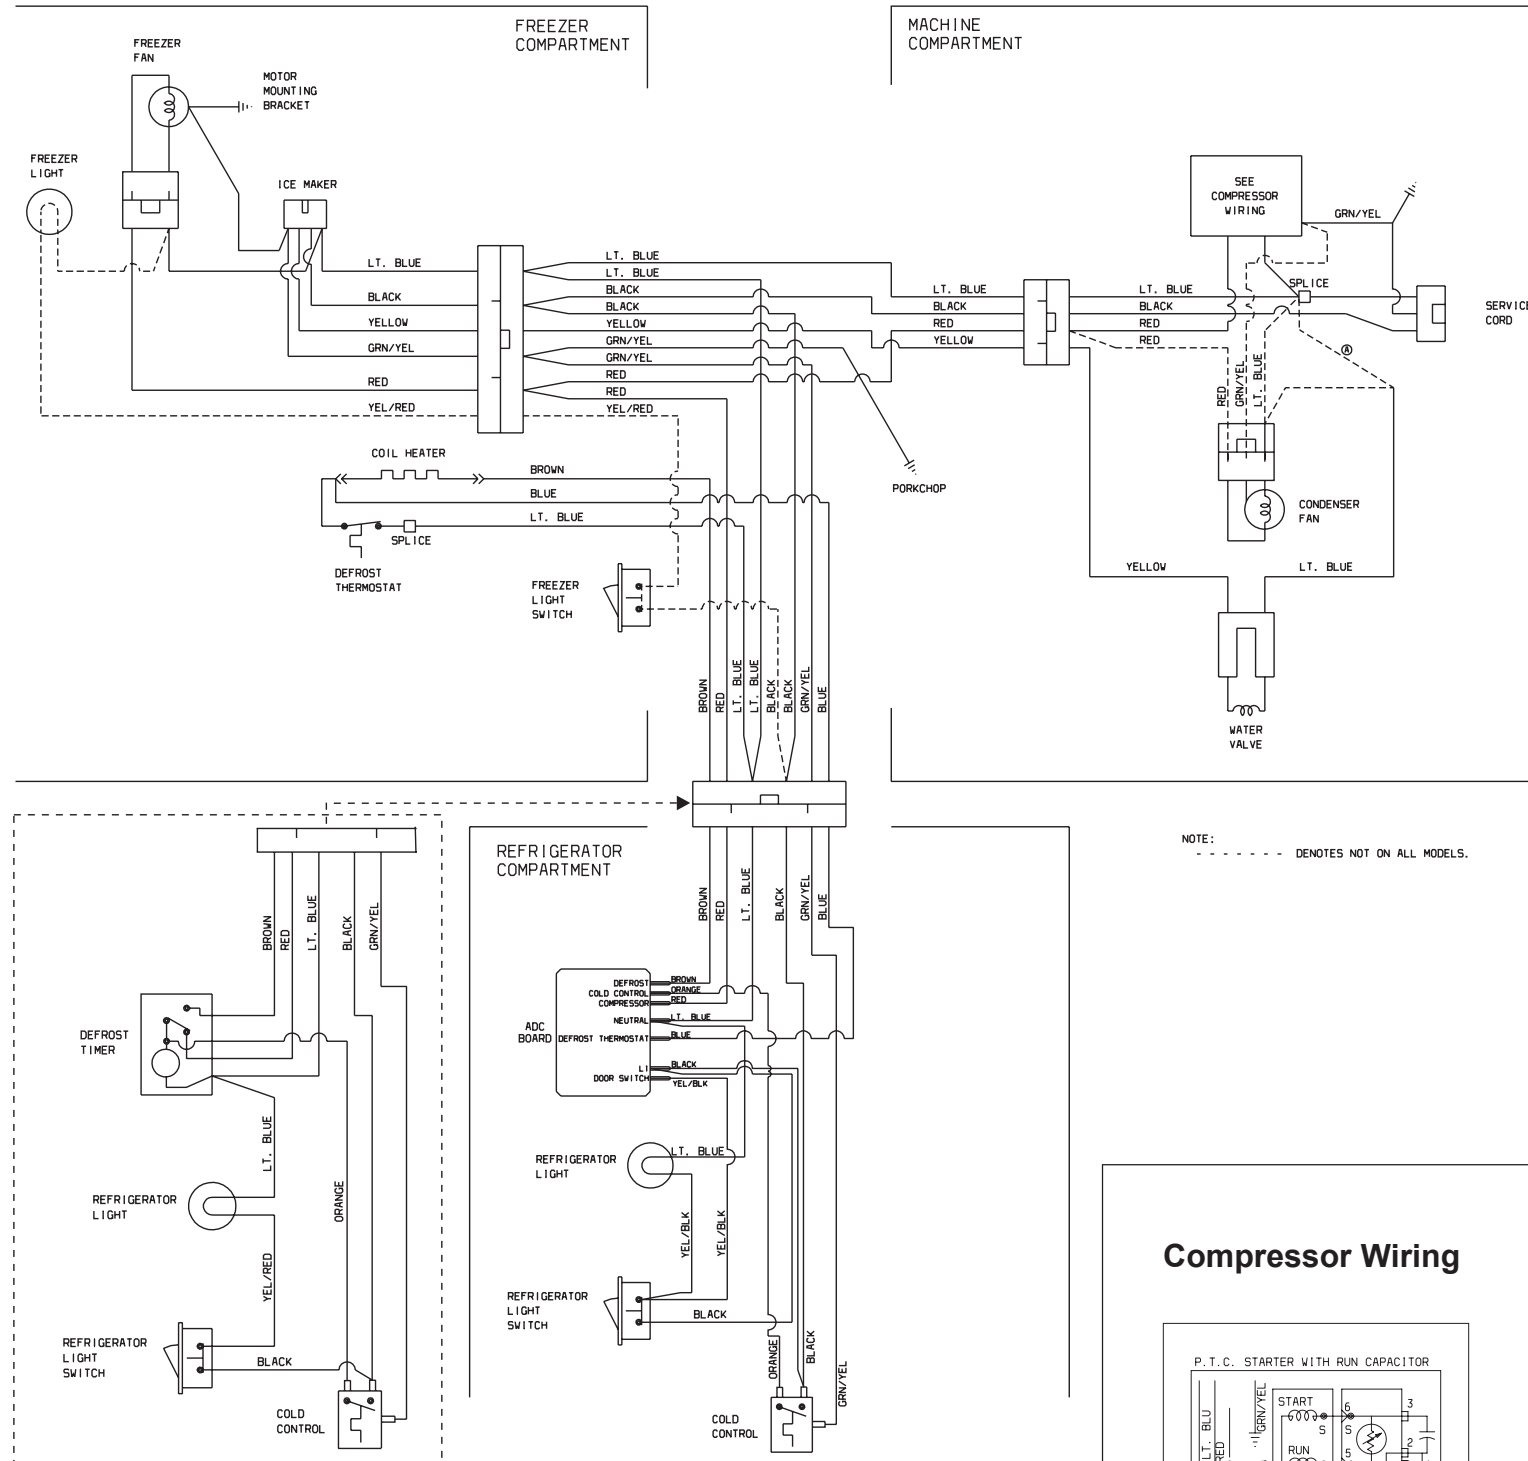 FREEZER
COMPARTMENT
MACHINE
COMPARTMENT
FREEZER
FAN
MOTOR
MOUNTING
BRACKET
FREEZER
LIGHT
ICE MAKER
LT. BLUE
BLACK
YELLOW
GRN/YEL
RED
YEL/RED
LT. BLUE
LT. BLUE
BLACK
BLACK
YELLOW
GRN/YEL
GRN/YEL
RED
RED
YEL/RED
LT. BLUE
BLACK
RED
YELLOW
LT. BLUE
BLACK
RED
RED
SEE
COMPRESSOR
WIRING
GRN/YEL
SPLICE
SERVICE
CORD
A
RED
GRN/YEL
LT. BLUE
CONDENSER
FAN
YELLOW
LT. BLUE
WATER
VALVE
PORKCHOP
COIL HEATER
BROWN
BLUE
LT. BLUE
SPLICE
DEFROST
THERMOSTAT
FREEZER
LIGHT
SWITCH
BROWN
RED
LT. BLUE
LT. BLUE
BLACK
BLACK
GRN/YEL
BLUE
NOTE:
- - - - - - - DENOTES NOT ON ALL MODELS.
REFRIGERATOR
COMPARTMENT
BROWN
RED
LT. BLUE
BLACK
GRN/YEL
BLUE
BROWN
RED
LT. BLUE
BLACK
GRN/YEL
DEFROST
TIMER
LT. BLUE
REFRIGERATOR
LIGHT
ORANGE
YEL/RED
REFRIGERATOR
LIGHT
SWITCH
BLACK
COLD
CONTROL
ADC
BOARD
DEFROST
COLD CONTROL
COMPRESSOR
NEUTRAL
DEFROST THERMOSTAT
L1
DOOR SWITCH
BROWN
ORANGE
RED
LT. BLUE
BLUE
BLACK
YEL/BLK
REFRIGERATOR
LIGHT
LT. BLUE
YEL/BLK
YEL/BLK
REFRIGERATOR
LIGHT
SWITCH
BLACK
ORANGE
BLACK
GRN/YEL
COLD
CONTROL
Compressor Wiring
P.T.C. STARTER WITH RUN CAPACITOR
LT. BLU
RED
GRN/YEL
START
S
6
S
3
RUN
5
2